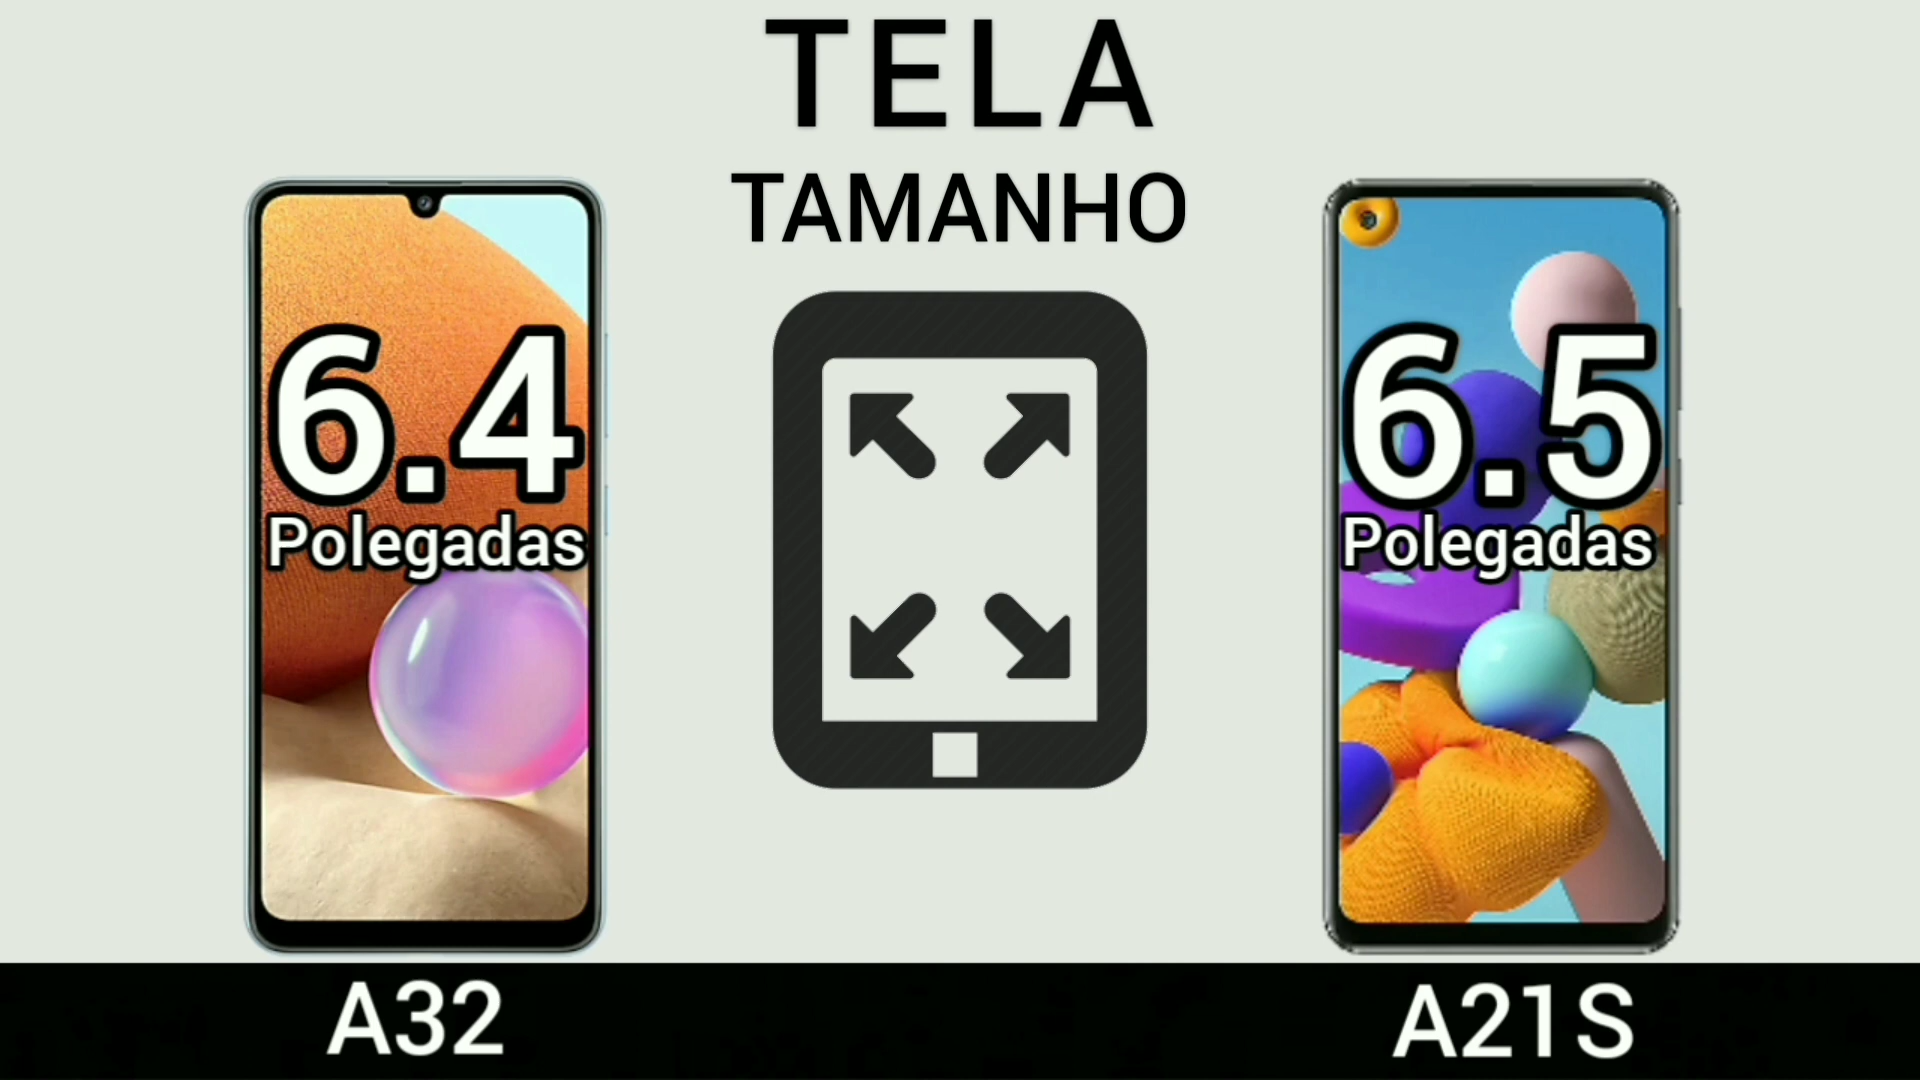 TELA
TAMANHO
6.4
Polegadas
6.5
Polegadas
A32
A21S